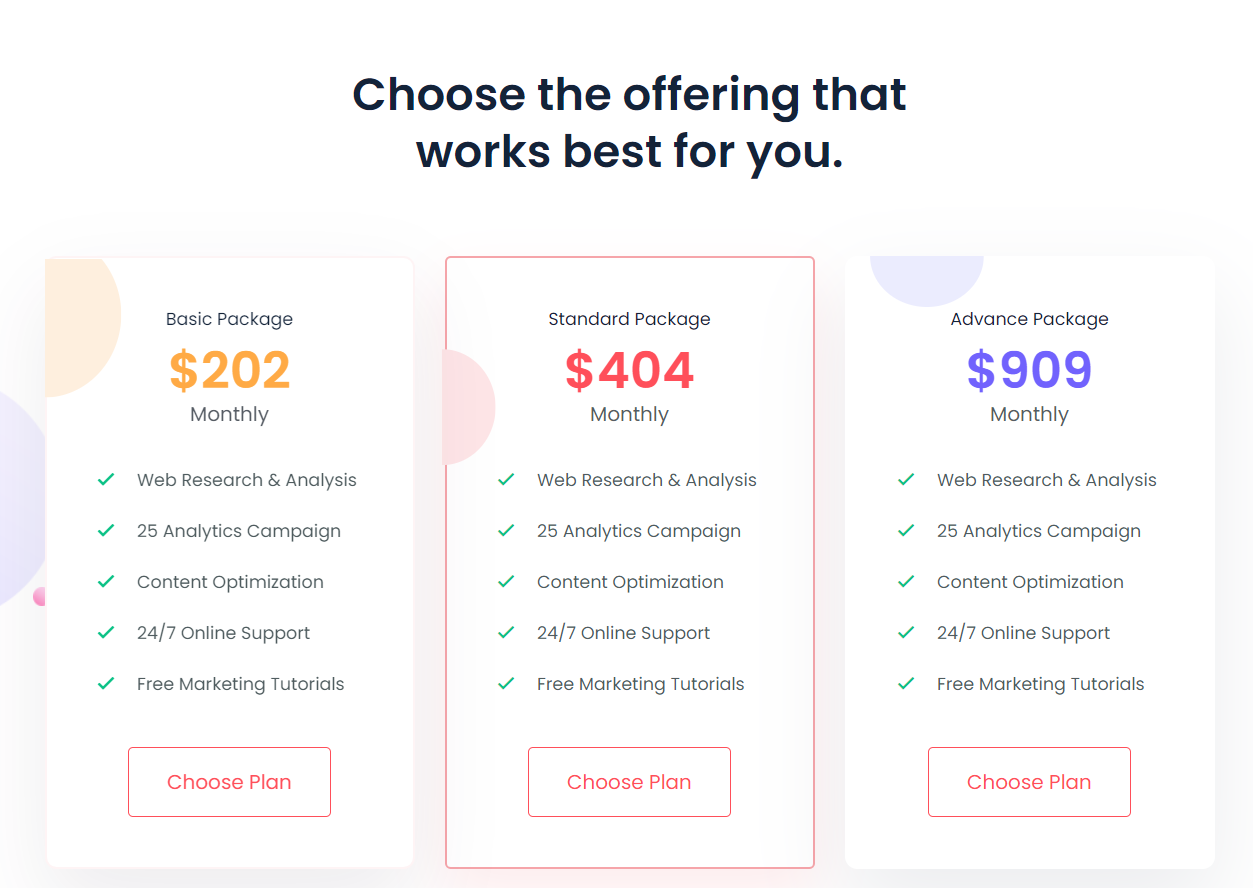 Choose the offering that
works best for you.
Basic Package
$202
Monthly
Web Research & Analysis
25 Analytics Campaign
Content Optimization
24/7 Online Support
Free Marketing Tutorials
Choose Plan
Standard Package
$404
Monthly
Web Research & Analysis
25 Analytics Campaign
Content Optimization
24/7 Online Support
Free Marketing Tutorials
Choose Plan
Advance Package
$909
Monthly
Web Research & Analysis
25 Analytics Campaign
Content Optimization
24/7 Online Support
Free Marketing Tutorials
Choose Plan